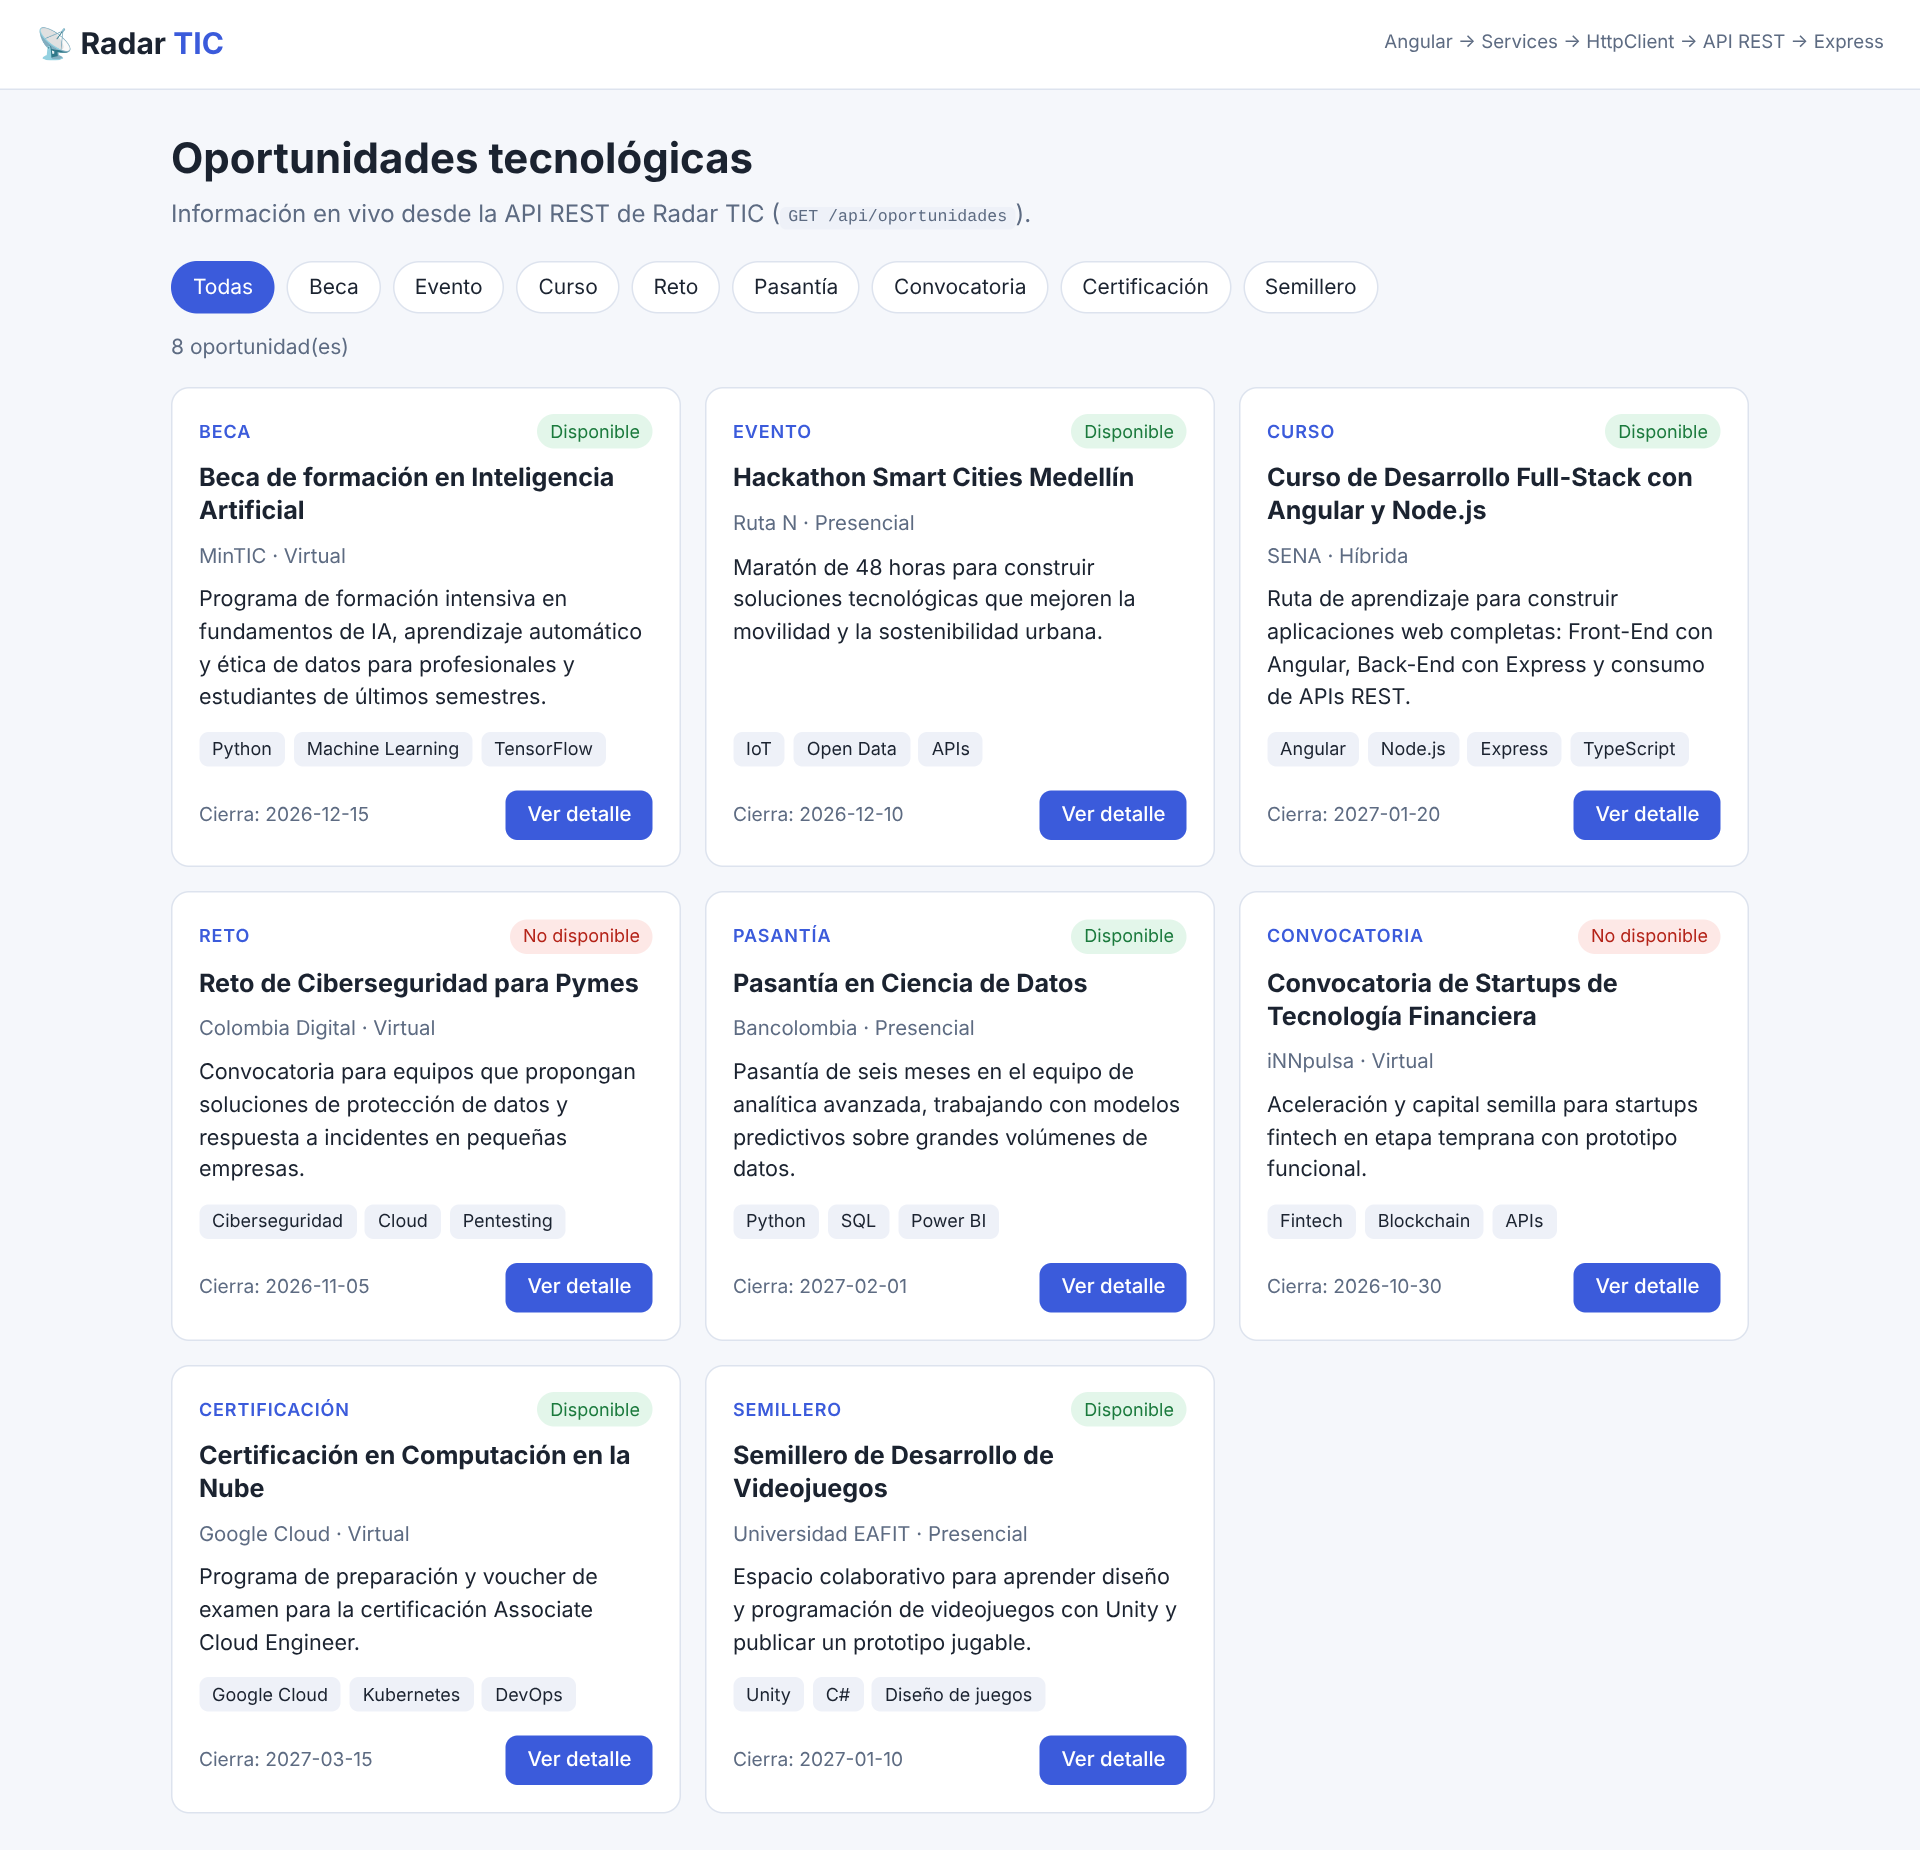 Radar TIC
Angular → Services → HttpClient → API REST → Express
Oportunidades tecnológicas
Información en vivo desde la API REST de Radar TIC ( GET /api/oportunidades ).
Todas Beca Evento Curso Reto Pasantía Convocatoria Certificación Semillero
8 oportunidad(es)
BECA Disponible
Beca de formación en Inteligencia
Artificial
MinTIC · Virtual
Programa de formación intensiva en
fundamentos de IA, aprendizaje automático
y ética de datos para profesionales y
estudiantes de últimos semestres.
Python Machine Learning TensorFlow
Cierra: 2026-12-15 Ver detalle
EVENTO Disponible
Hackathon Smart Cities Medellín
Ruta N · Presencial
Maratón de 48 horas para construir
soluciones tecnológicas que mejoren la
movilidad y la sostenibilidad urbana.
IoT Open Data APIs
Cierra: 2026-12-10 Ver detalle
CURSO Disponible
Curso de Desarrollo Full-Stack con
Angular y Node.js
SENA · Híbrida
Ruta de aprendizaje para construir
aplicaciones web completas: Front-End con
Angular, Back-End con Express y consumo
de APIs REST.
Angular Node.js Express TypeScript
Cierra: 2027-01-20 Ver detalle
RETO No disponible
Reto de Ciberseguridad para Pymes
Colombia Digital · Virtual
Convocatoria para equipos que propongan
soluciones de protección de datos y
respuesta a incidentes en pequeñas
empresas.
Ciberseguridad Cloud Pentesting
Cierra: 2026-11-05 Ver detalle
PASANTÍA Disponible
Pasantía en Ciencia de Datos
Bancolombia · Presencial
Pasantía de seis meses en el equipo de
analítica avanzada, trabajando con modelos
predictivos sobre grandes volúmenes de
datos.
Python SQL Power BI
Cierra: 2027-02-01 Ver detalle
CONVOCATORIA No disponible
Convocatoria de Startups de
Tecnología Financiera
iNNpulsa · Virtual
Aceleración y capital semilla para startups
fintech en etapa temprana con prototipo
funcional.
Fintech Blockchain APIs
Cierra: 2026-10-30 Ver detalle
CERTIFICACIÓN Disponible
Certificación en Computación en la
Nube
Google Cloud · Virtual
Programa de preparación y voucher de
examen para la certificación Associate
Cloud Engineer.
Google Cloud Kubernetes DevOps
Cierra: 2027-03-15 Ver detalle
SEMILLERO Disponible
Semillero de Desarrollo de
Videojuegos
Universidad EAFIT · Presencial
Espacio colaborativo para aprender diseño
y programación de videojuegos con Unity y
publicar un prototipo jugable.
Unity C# Diseño de juegos
Cierra: 2027-01-10 Ver detalle